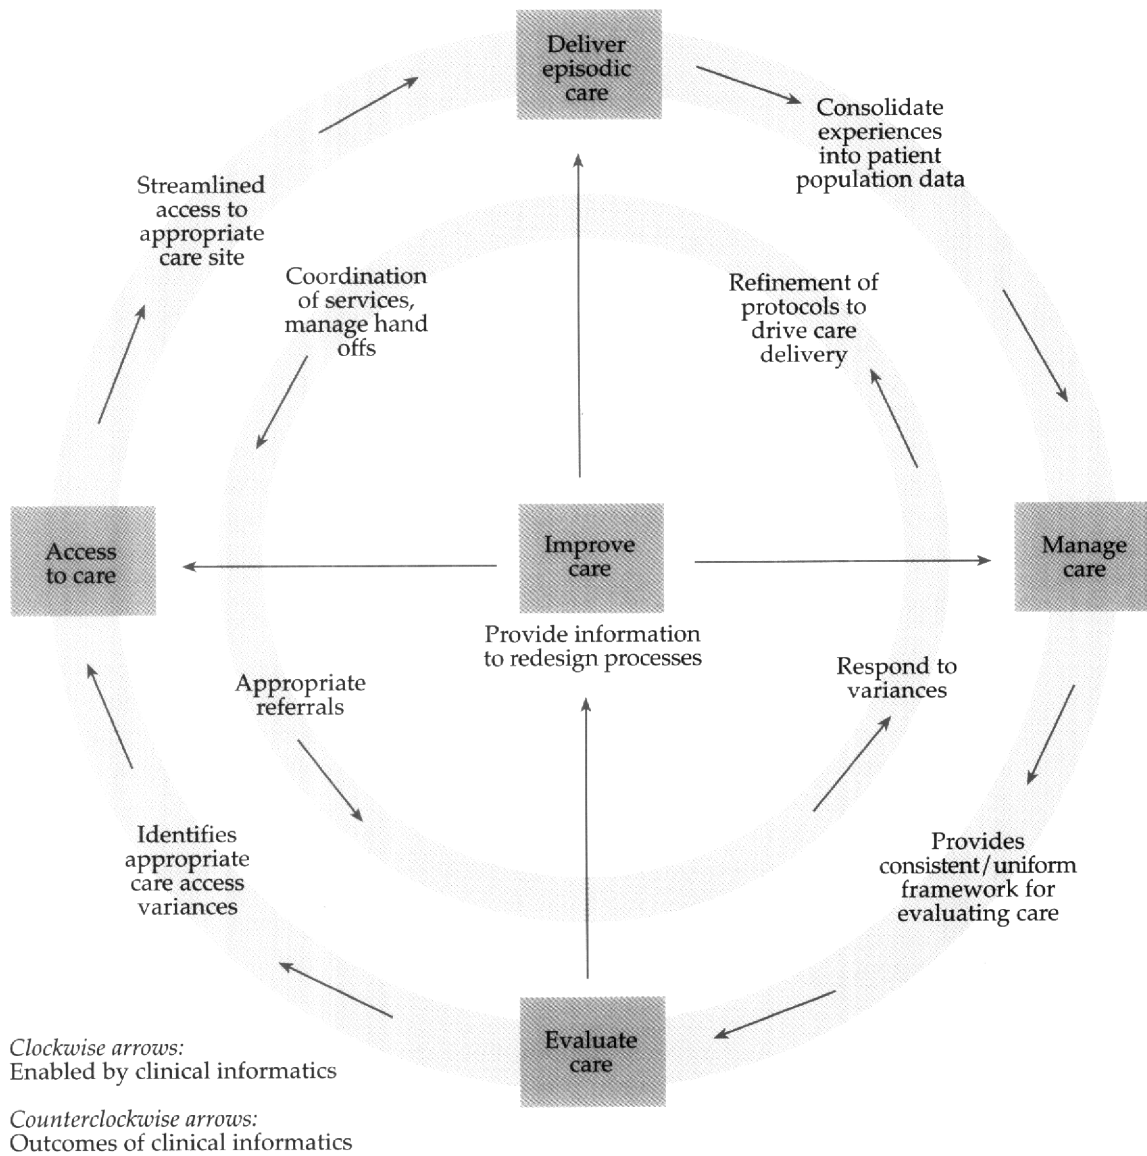 Deliver
episodic
care
Consolidate
experiences
into patient
population data
Streamlined
access to
appropriate
care site
Coordination
of services,
manage hand
offs
Refinement of
protocols to
drive care
delivery
Access
to care
Improve
care
Manage
care
Provide information
to redesign processes
Appropriate
referrals
Respond to
variances
Identifies
appropriate
care access
variances
Provides
consistent/uniform
framework for
evaluating care
Evaluate
care
Clockwise arrows:
Enabled by clinical informatics
Counterclockwise arrows:
Outcomes of clinical informatics